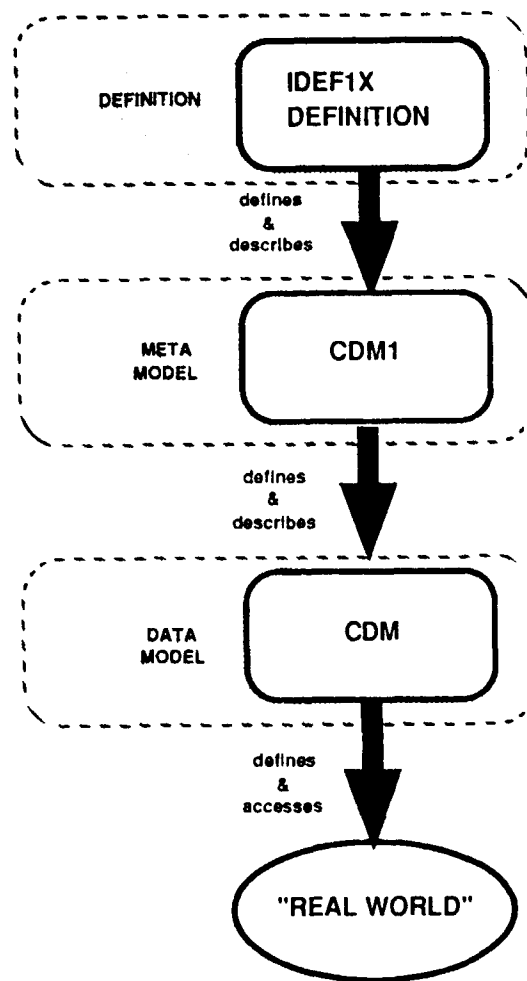 DEFINITION
IDEF1X
DEFINITION
defines
&
describes
META
MODEL
CDM1
defines
&
describes
DATA
MODEL
CDM
defines
&
accesses
"REAL WORLD"